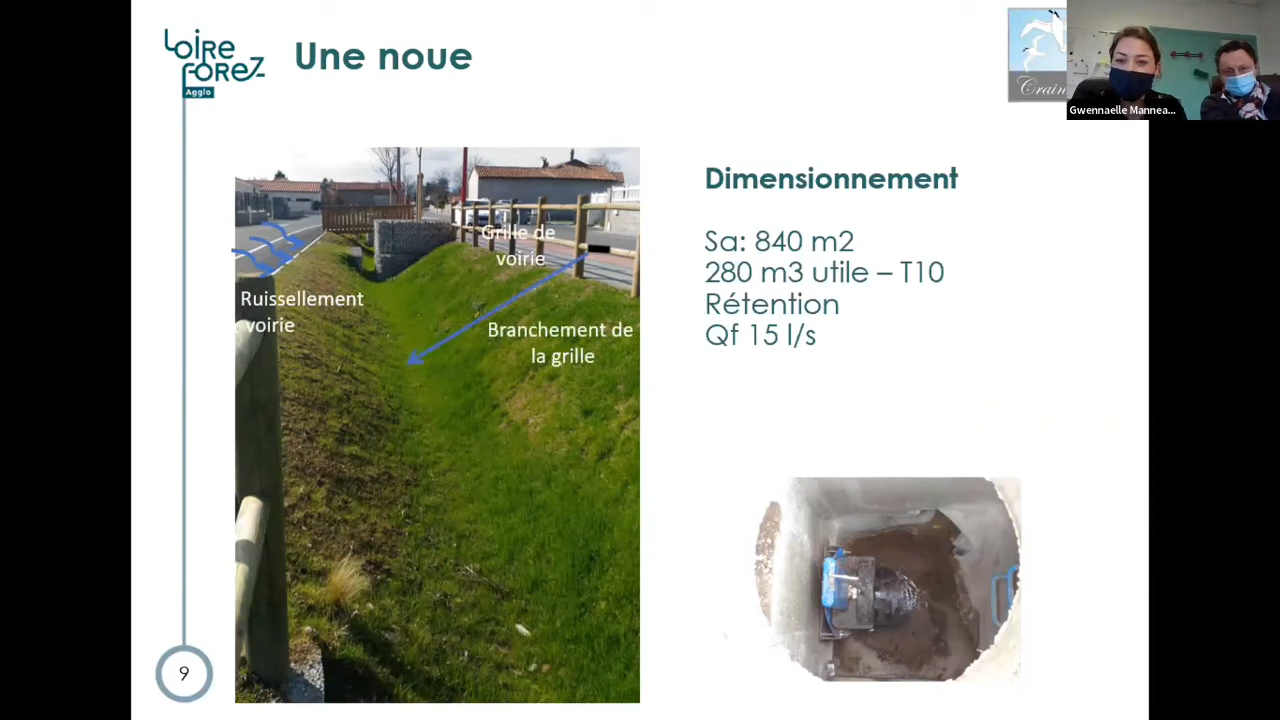 Loire
Forez
Agglo
Une noue
Gwennaelle Mannea...
Dimensionnement
Sa: 840 m2
280 m3 utile – T10
Rétention
Qf 15 l/s
Grille de
voirie
Ruissellement
voirie
Branchement de
la grille
9